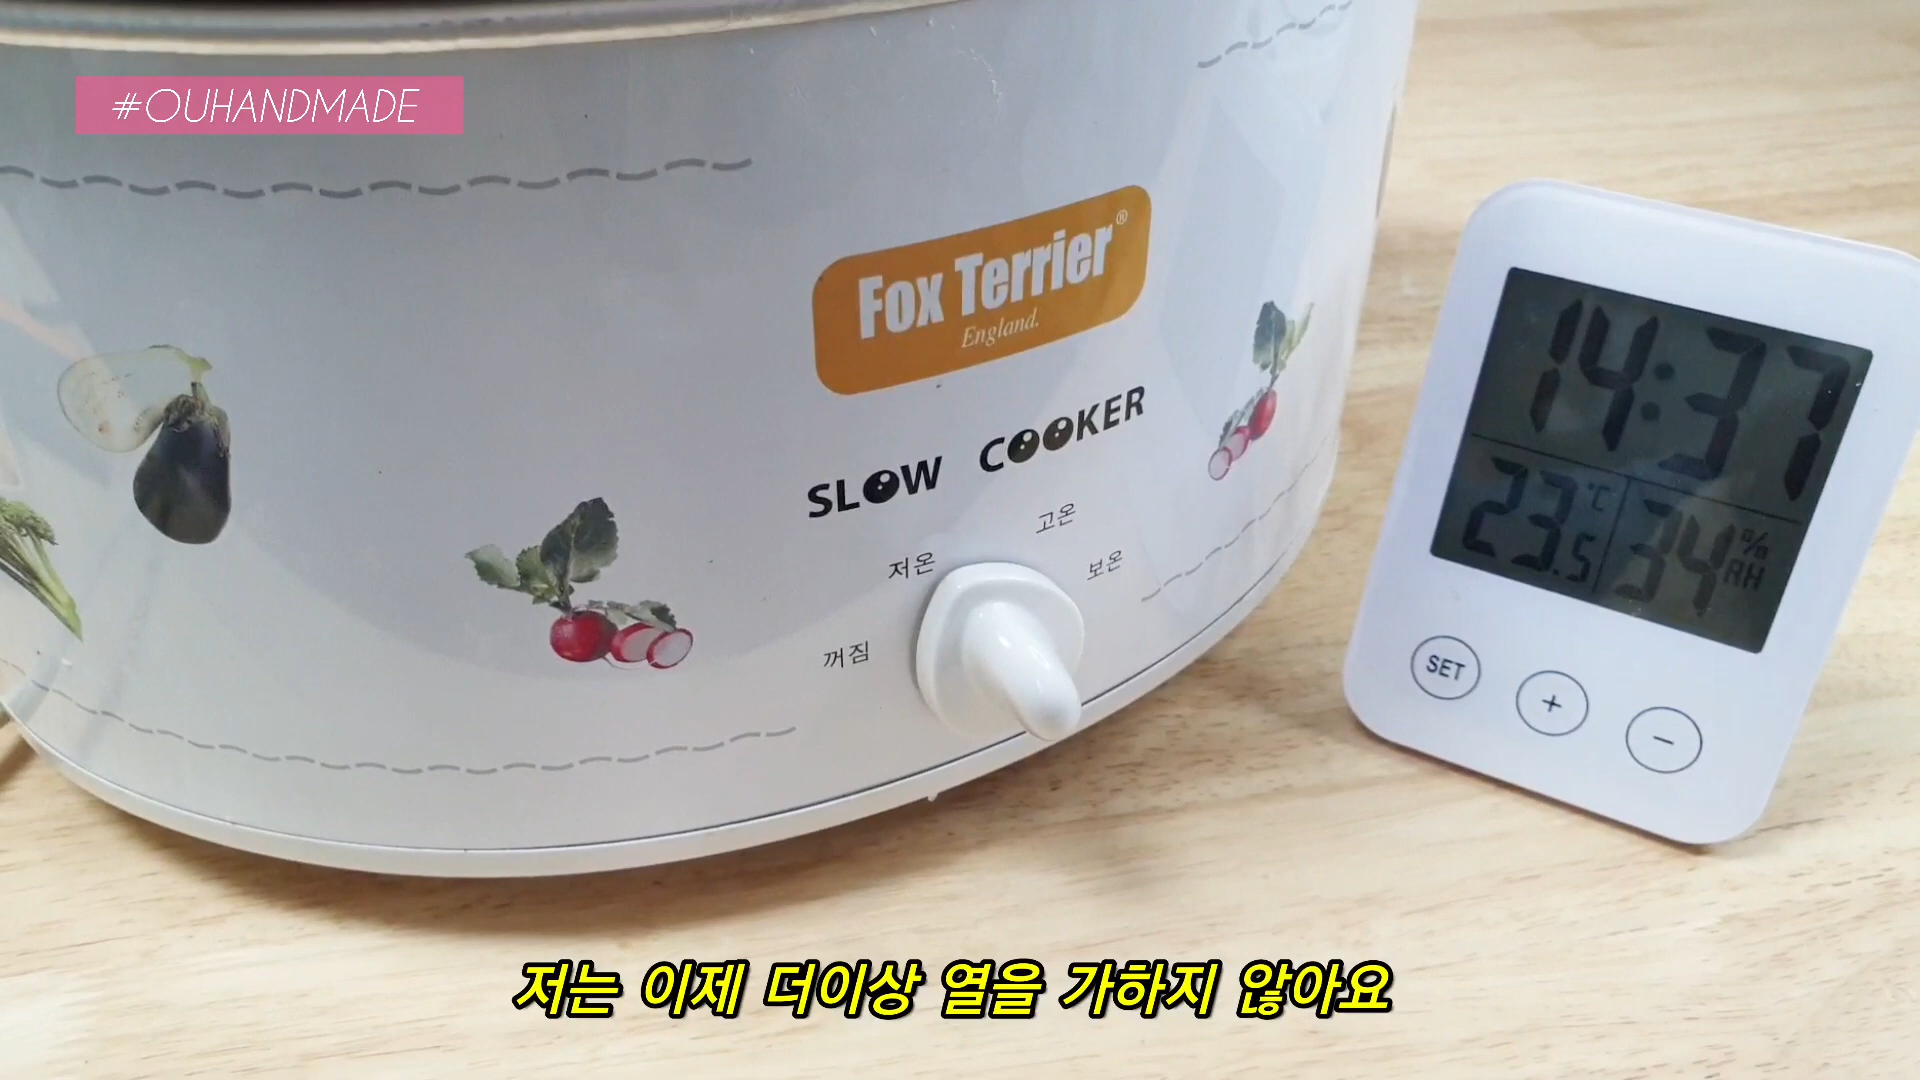 #OUHANDMADE
Fox Terrier®
England.
SLOW COOKER
고온
저온
보온
꺼짐
14:37
23.5 °C
34 % RH
SET
+
−
저는 이제 더이상 열을 가하지 않아요